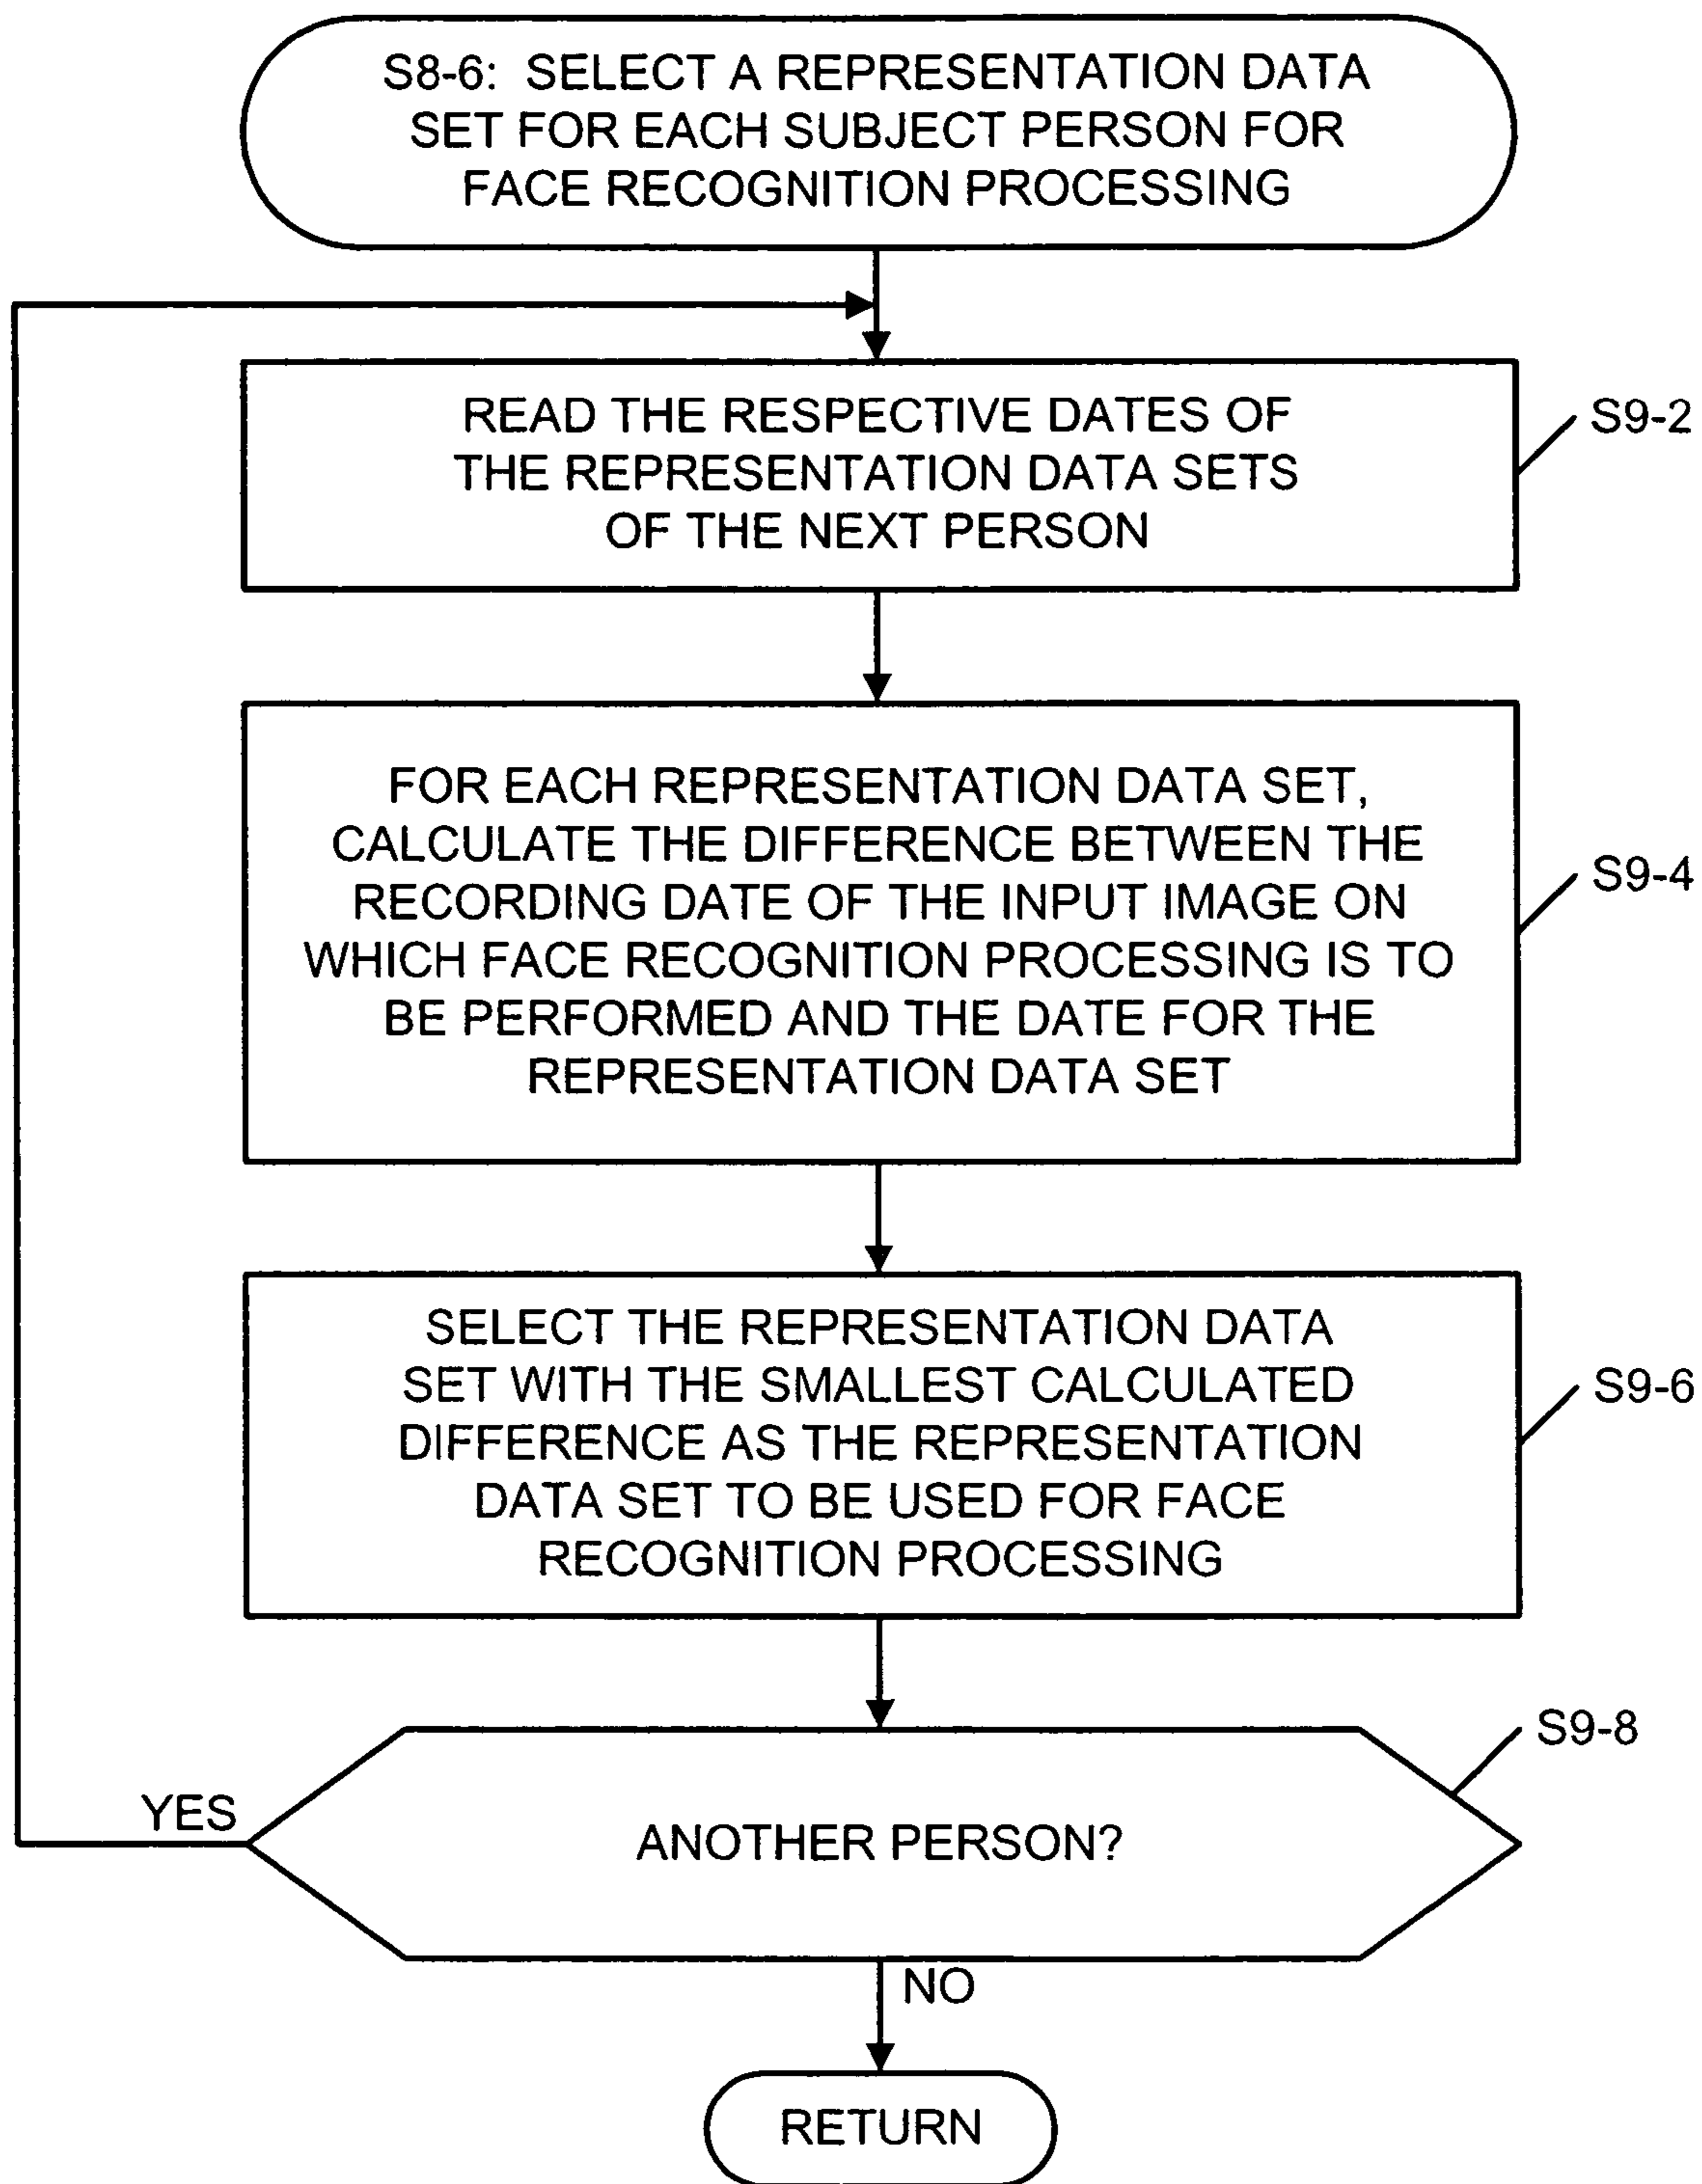 S8-6: SELECT A REPRESENTATION DATA
SET FOR EACH SUBJECT PERSON FOR
FACE RECOGNITION PROCESSING
READ THE RESPECTIVE DATES OF
THE REPRESENTATION DATA SETS
OF THE NEXT PERSON
S9-2
FOR EACH REPRESENTATION DATA SET,
CALCULATE THE DIFFERENCE BETWEEN THE
RECORDING DATE OF THE INPUT IMAGE ON
WHICH FACE RECOGNITION PROCESSING IS TO
BE PERFORMED AND THE DATE FOR THE
REPRESENTATION DATA SET
S9-4
SELECT THE REPRESENTATION DATA
SET WITH THE SMALLEST CALCULATED
DIFFERENCE AS THE REPRESENTATION
DATA SET TO BE USED FOR FACE
RECOGNITION PROCESSING
S9-6
S9-8
YES
ANOTHER PERSON?
NO
RETURN